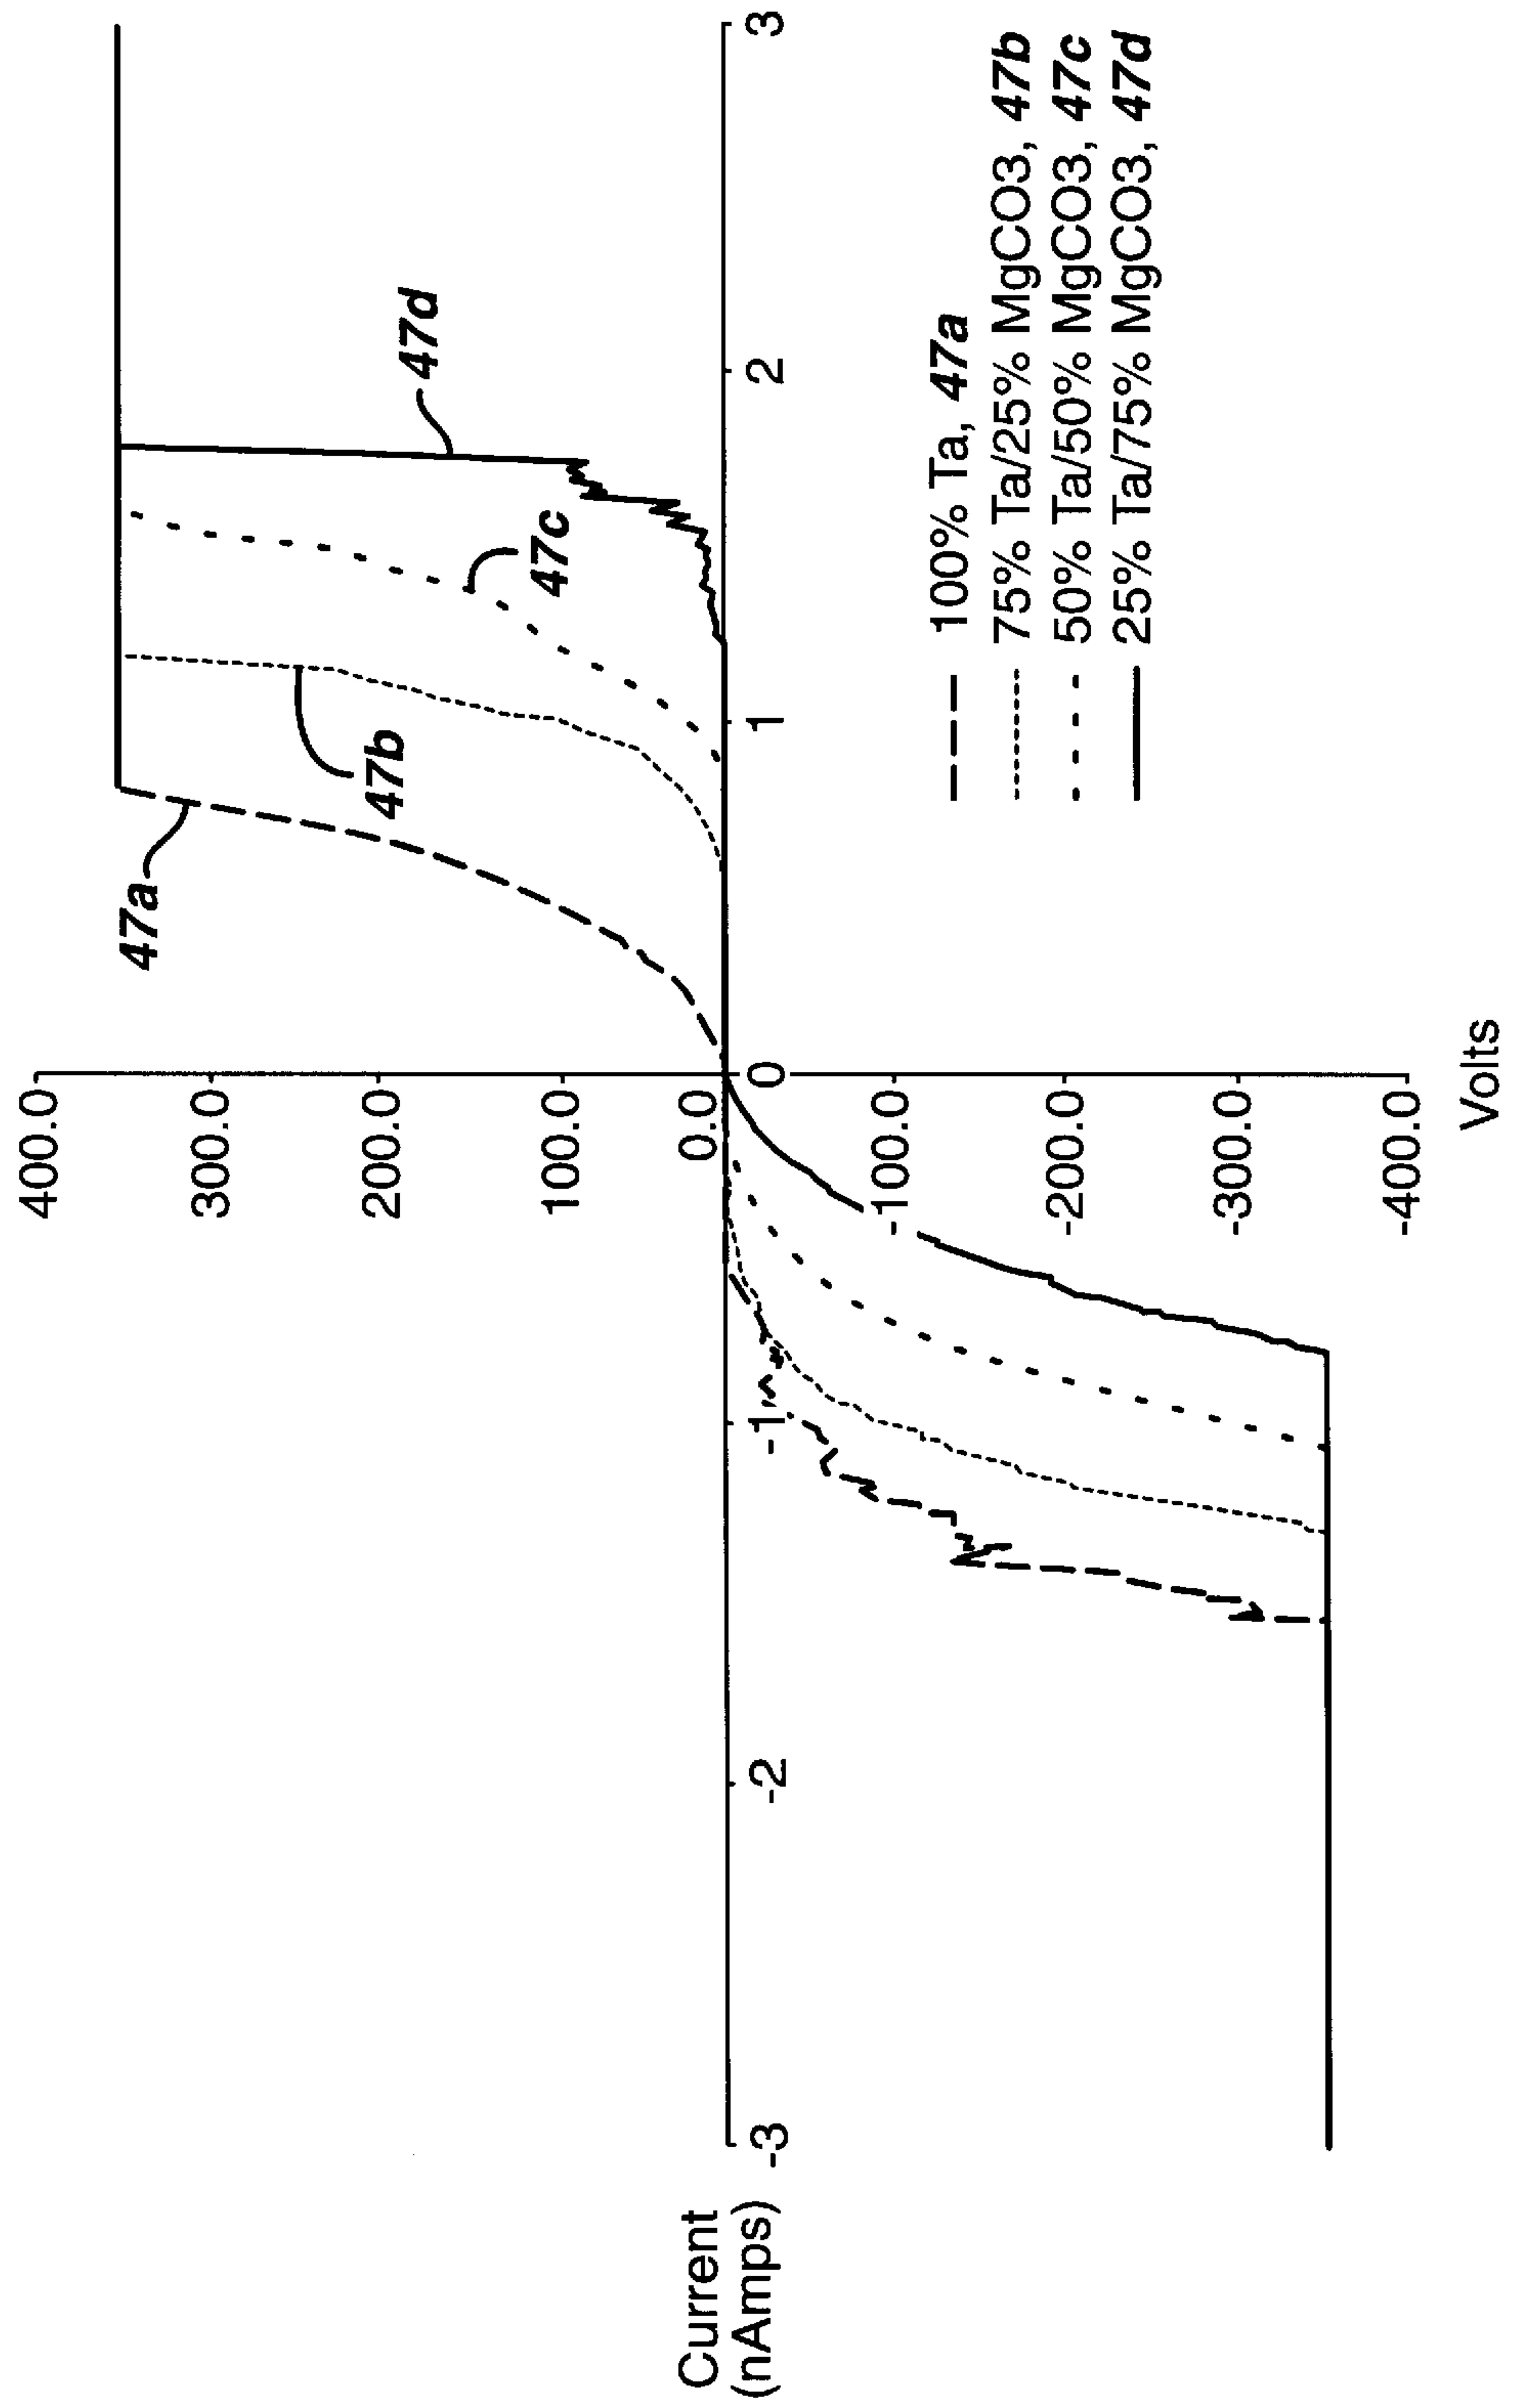 400.0
300.0
200.0
100.0
0.0
-100.0
-200.0
-300.0
-400.0
Volts
Current
(nAmps)
-3
-2
-1
0
1
2
3
47a
47b
47c
47d
100% Ta, 47a
75% Ta/25% MgCO3, 47b
50% Ta/50% MgCO3, 47c
25% Ta/75% MgCO3, 47d